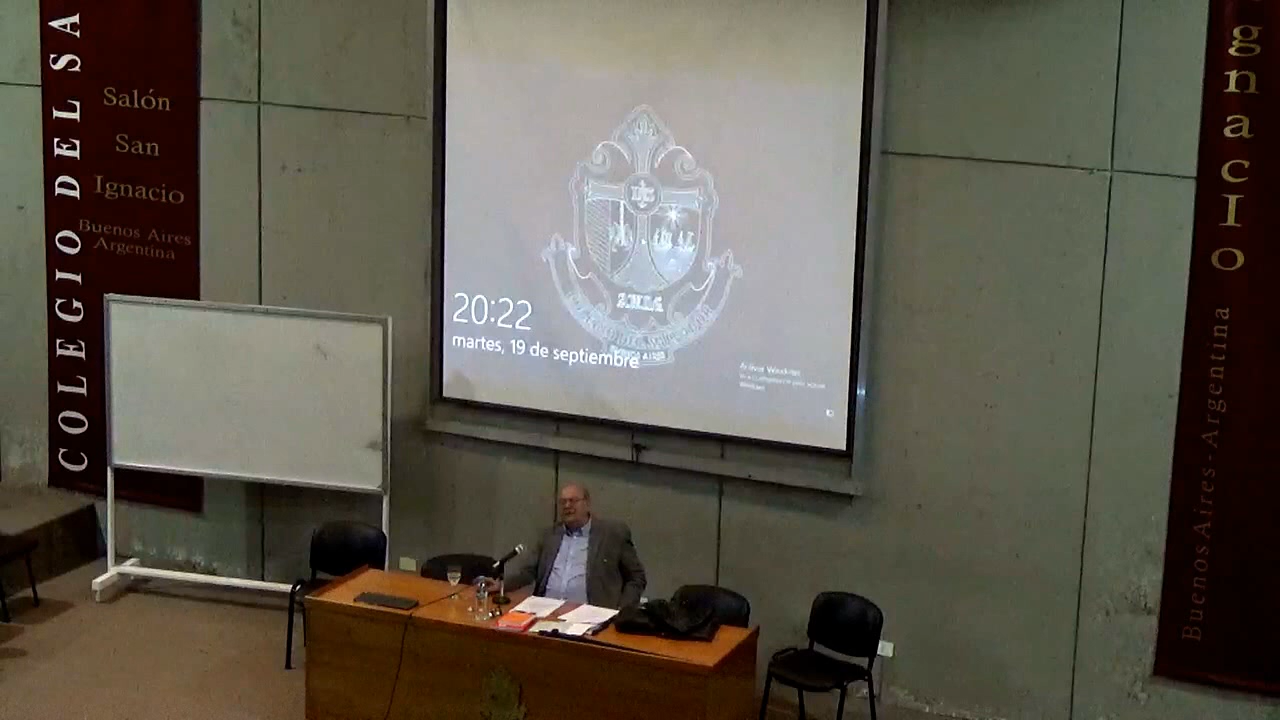 COLEGIO DEL SA
Salón
San
Ignacio
Buenos Aires
Argentina
20:22
martes, 19 de septiembre
IHS
gnacIo
Buenos Aires - Argentina